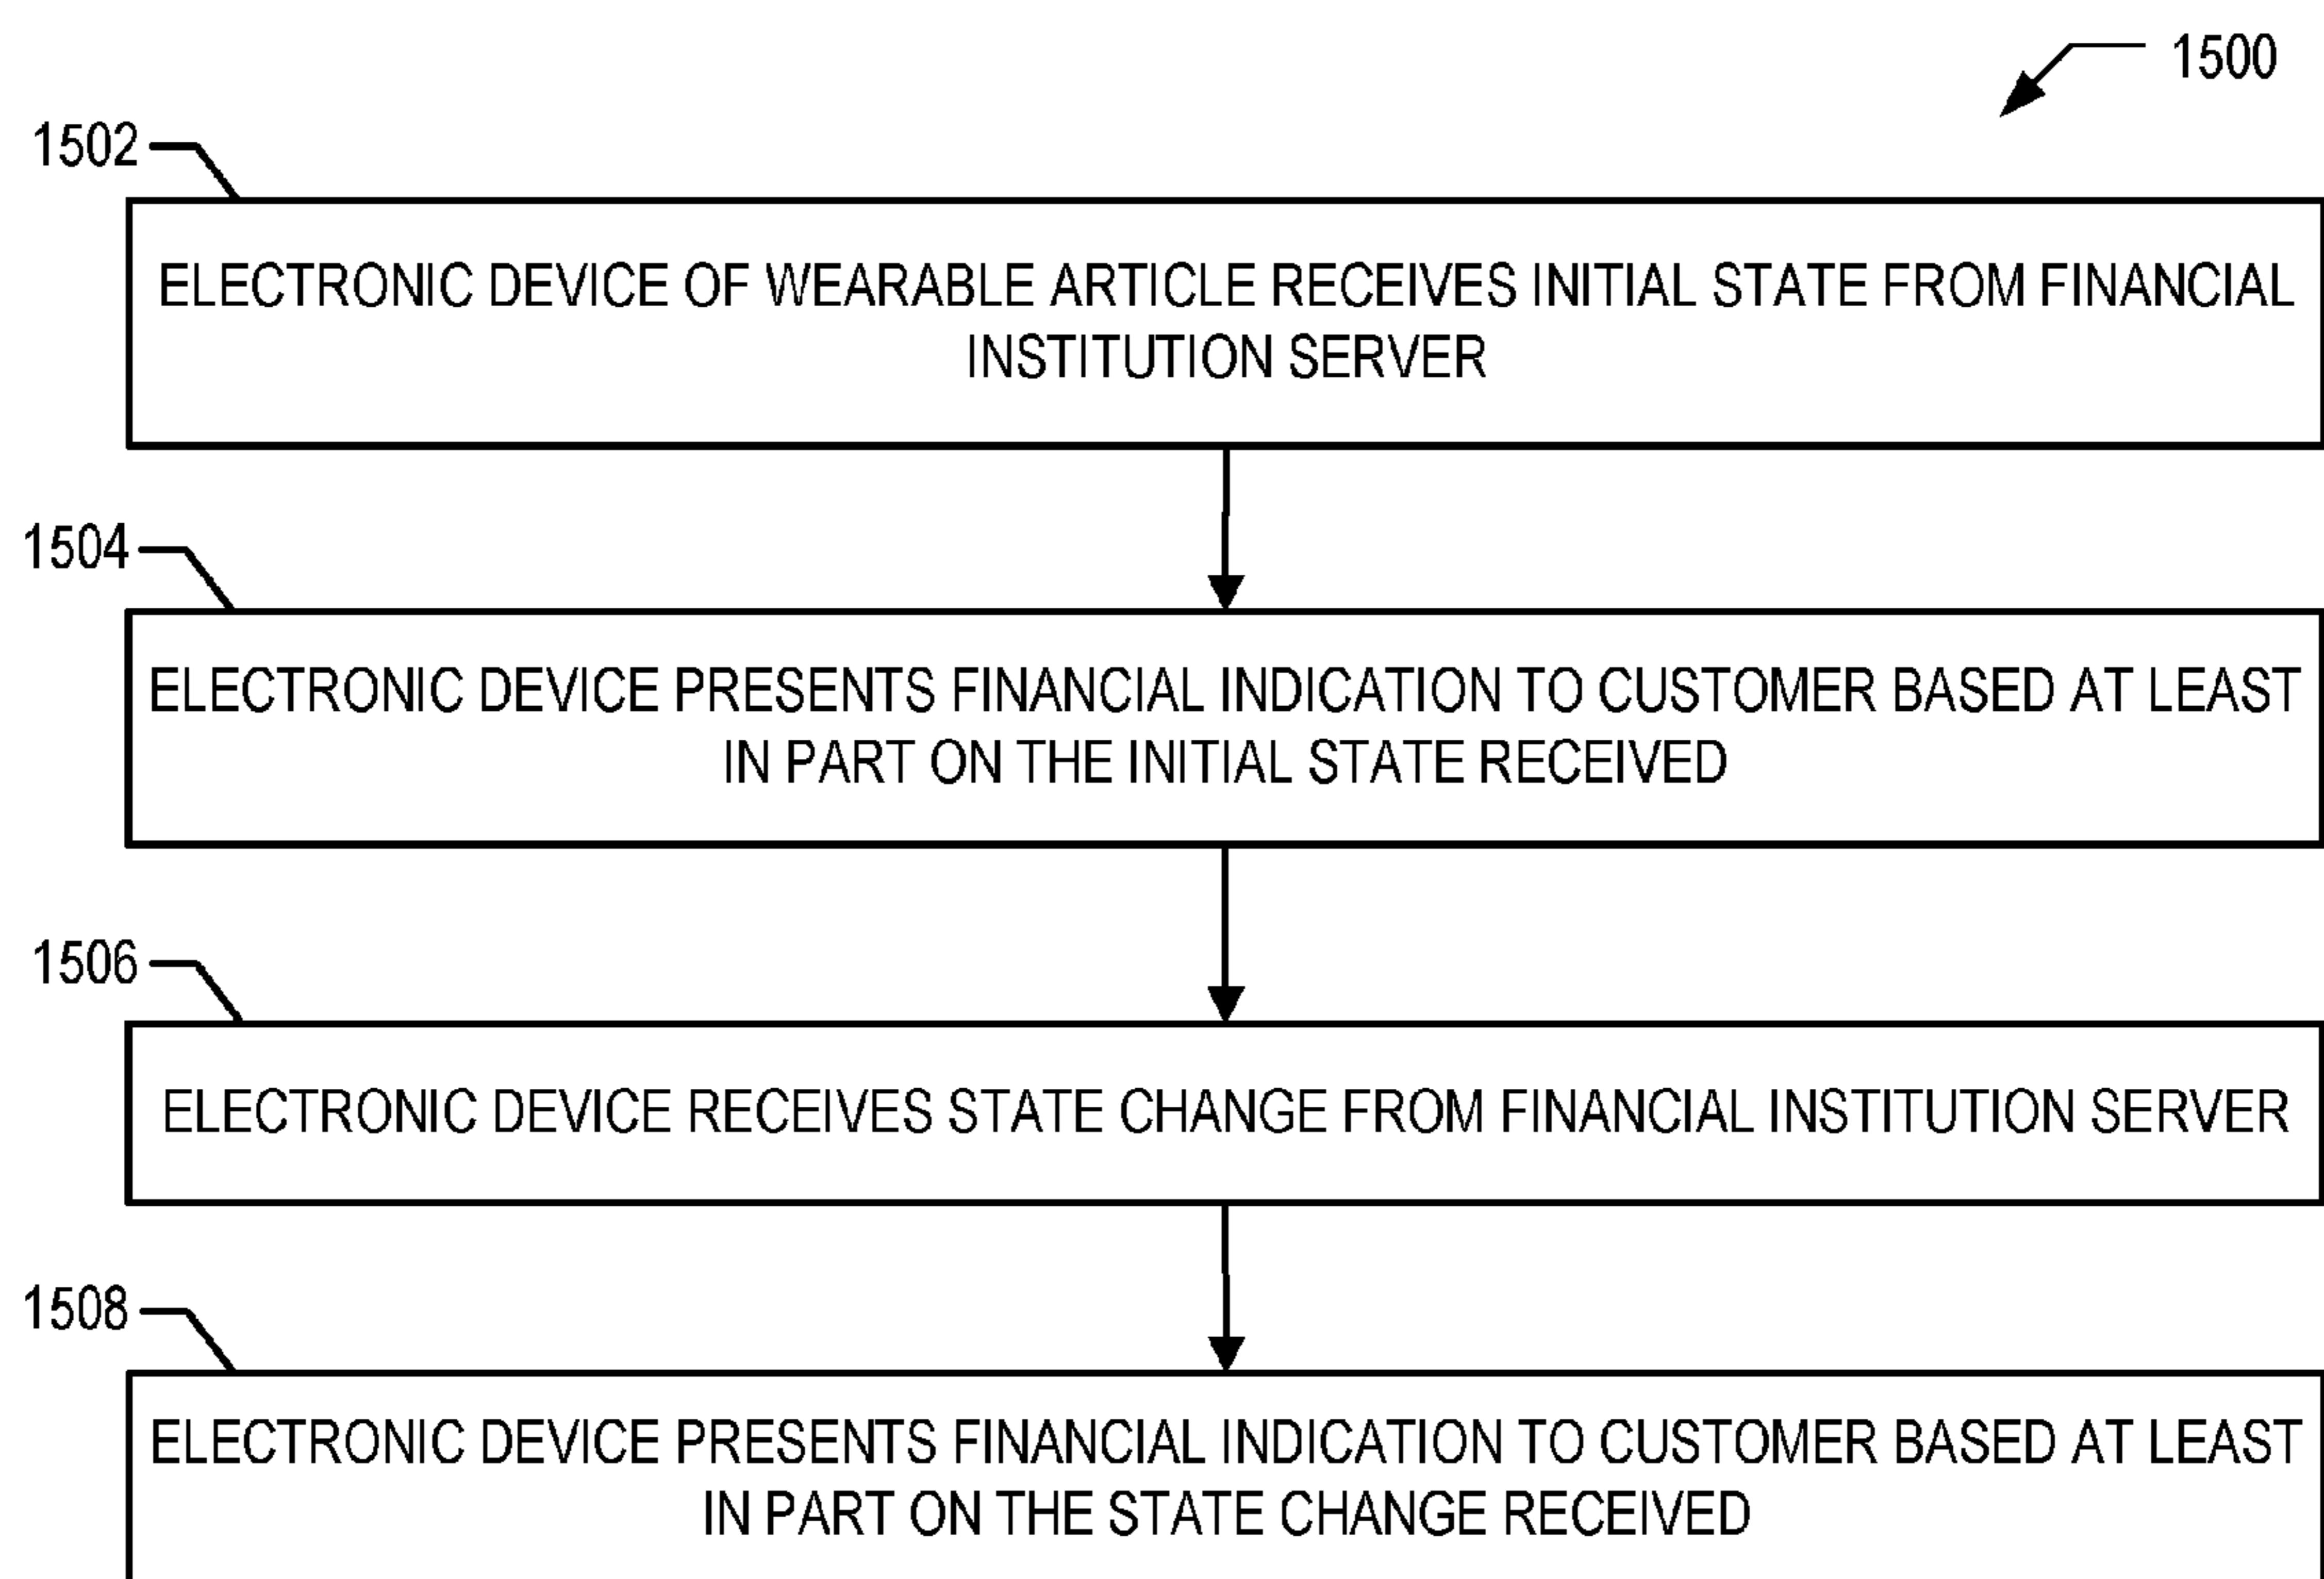 1500
1502
ELECTRONIC DEVICE OF WEARABLE ARTICLE RECEIVES INITIAL STATE FROM FINANCIAL
INSTITUTION SERVER
1504
ELECTRONIC DEVICE PRESENTS FINANCIAL INDICATION TO CUSTOMER BASED AT LEAST
IN PART ON THE INITIAL STATE RECEIVED
1506
ELECTRONIC DEVICE RECEIVES STATE CHANGE FROM FINANCIAL INSTITUTION SERVER
1508
ELECTRONIC DEVICE PRESENTS FINANCIAL INDICATION TO CUSTOMER BASED AT LEAST
IN PART ON THE STATE CHANGE RECEIVED